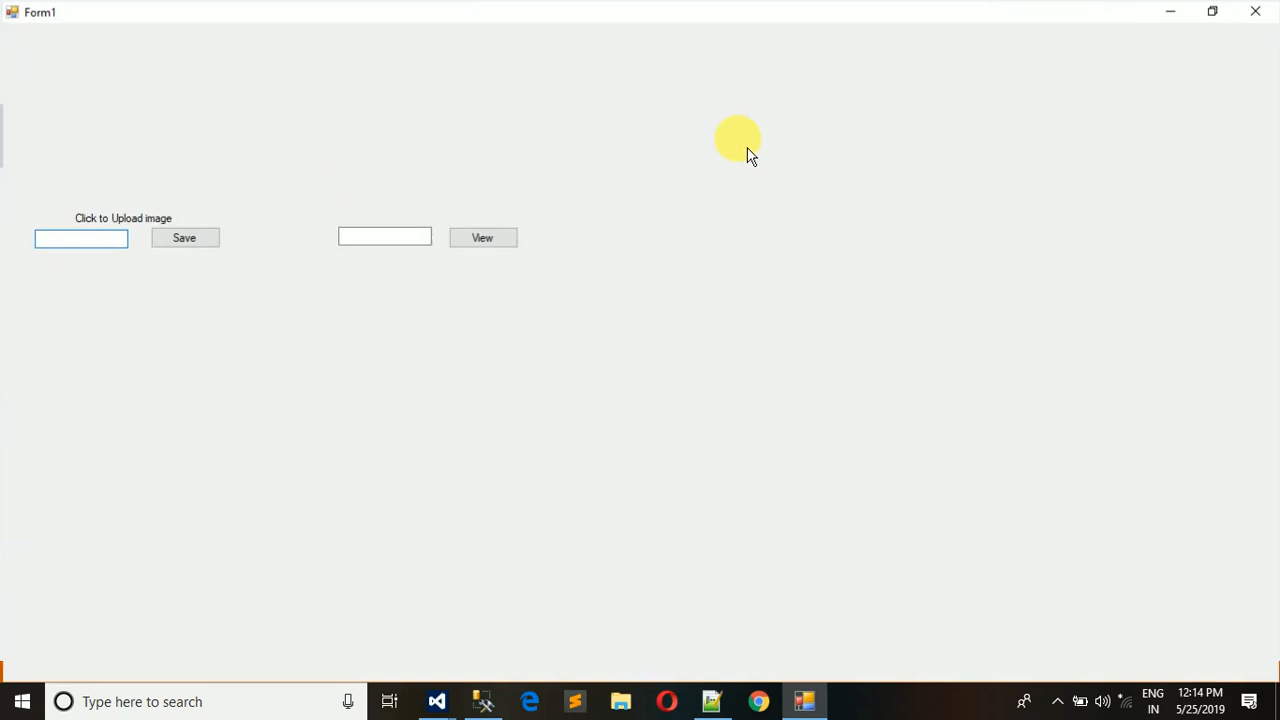 Form1
Click to Upload image
Save
View
Type here to search
ENG
IN
12:14 PM
5/25/2019